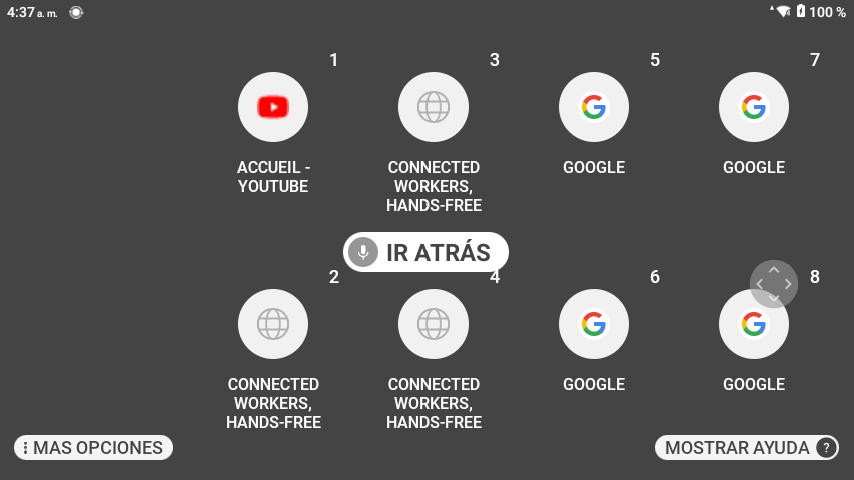 4:37 a. m.
100 %
1
3
5
7
ACCUEIL -
YOUTUBE
CONNECTED
WORKERS,
HANDS-FREE
GOOGLE
GOOGLE
IR ATRÁS
2
4
6
8
CONNECTED
WORKERS,
HANDS-FREE
CONNECTED
WORKERS,
HANDS-FREE
GOOGLE
GOOGLE
MAS OPCIONES
MOSTRAR AYUDA ?